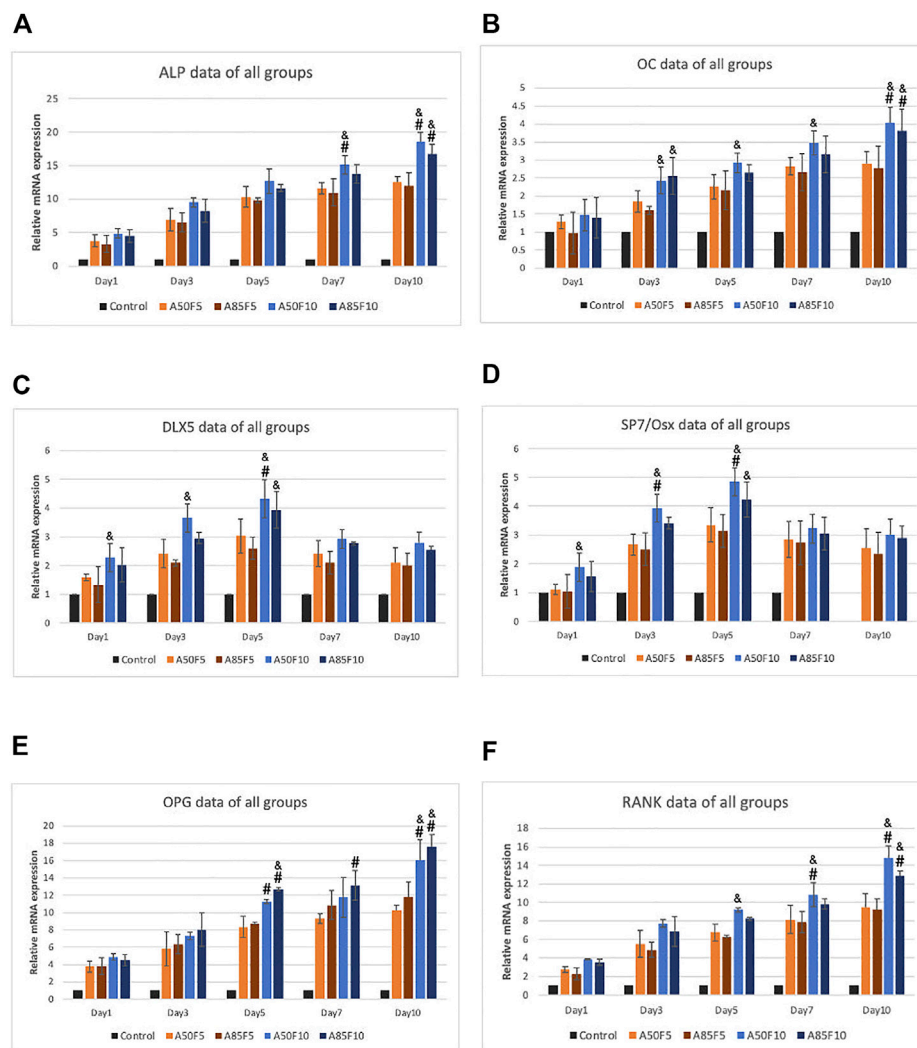 A
ALP data of all groups
Relative mRNA expression
25
20
15
10
5
0
&
#
&
#
&
#
Day1 Day3 Day5 Day7 Day10
Control A50F5 A85F5 A50F10 A85F10
B
OC data of all groups
Relative mRNA expression
5
4.5
4
3.5
3
2.5
2
1.5
1
0.5
0
& & & & & &
# #
Day1 Day3 Day5 Day7 Day10
Control A50F5 A85F5 A50F10 A85F10
C
DLX5 data of all groups
Relative mRNA expression
6
5
4
3
2
1
0
& & & &
#
Day1 Day3 Day5 Day7 Day10
Control A50F5 A85F5 A50F10 A85F10
D
SP7/Osx data of all groups
Relative mRNA expression
6
5
4
3
2
1
0
& & & &
# #
Day1 Day3 Day5 Day7 Day10
Control A50F5 A85F5 A50F10 A85F10
E
OPG data of all groups
Relative mRNA expression
20
18
16
14
12
10
8
6
4
2
0
# &
#
# &
#
&
#
Day1 Day3 Day5 Day7 Day10
Control A50F5 A85F5 A50F10 A85F10
F
RANK data of all groups
Relative mRNA expression
18
16
14
12
10
8
6
4
2
0
& &
#
&
#
&
#
Day1 Day3 Day5 Day7 Day10
Control A50F5 A85F5 A50F10 A85F10